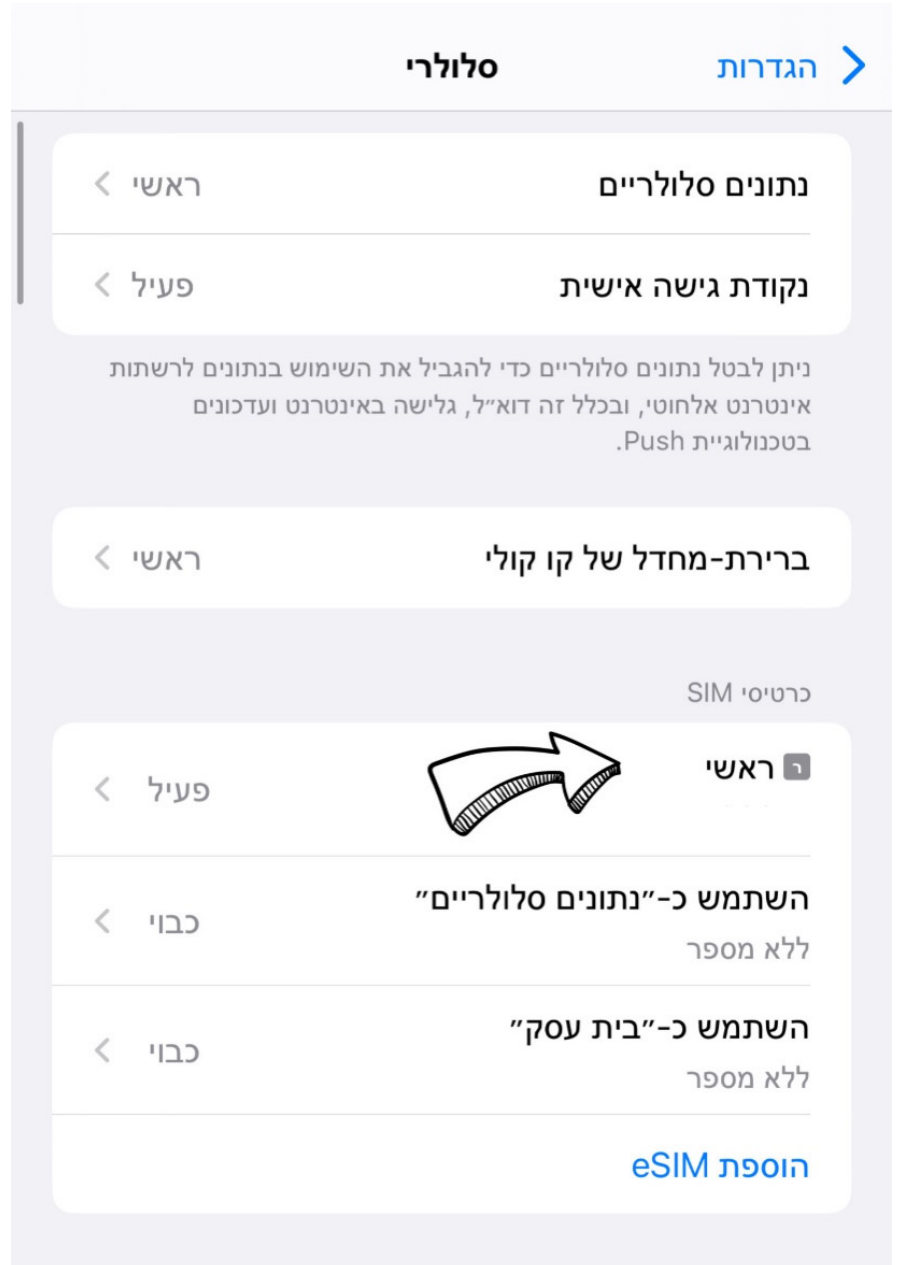 הגדרות
סלולרי
נתונים סלולריים
ראשי
נקודת גישה אישית
פעיל
ניתן לבטל נתונים סלולריים כדי להגביל את השימוש בנתונים לרשתות
אינטרנט אלחוטי, ובכלל זה דוא״ל, גלישה באינטרנט ועדכונים
בטכנולוגיית Push.
ברירת-מחדל של קו קולי
ראשי
כרטיסי SIM
ר ראשי
פעיל
השתמש כ-״נתונים סלולריים״
ללא מספר
כבוי
השתמש כ-״בית עסק״
ללא מספר
כבוי
הוספת eSIM